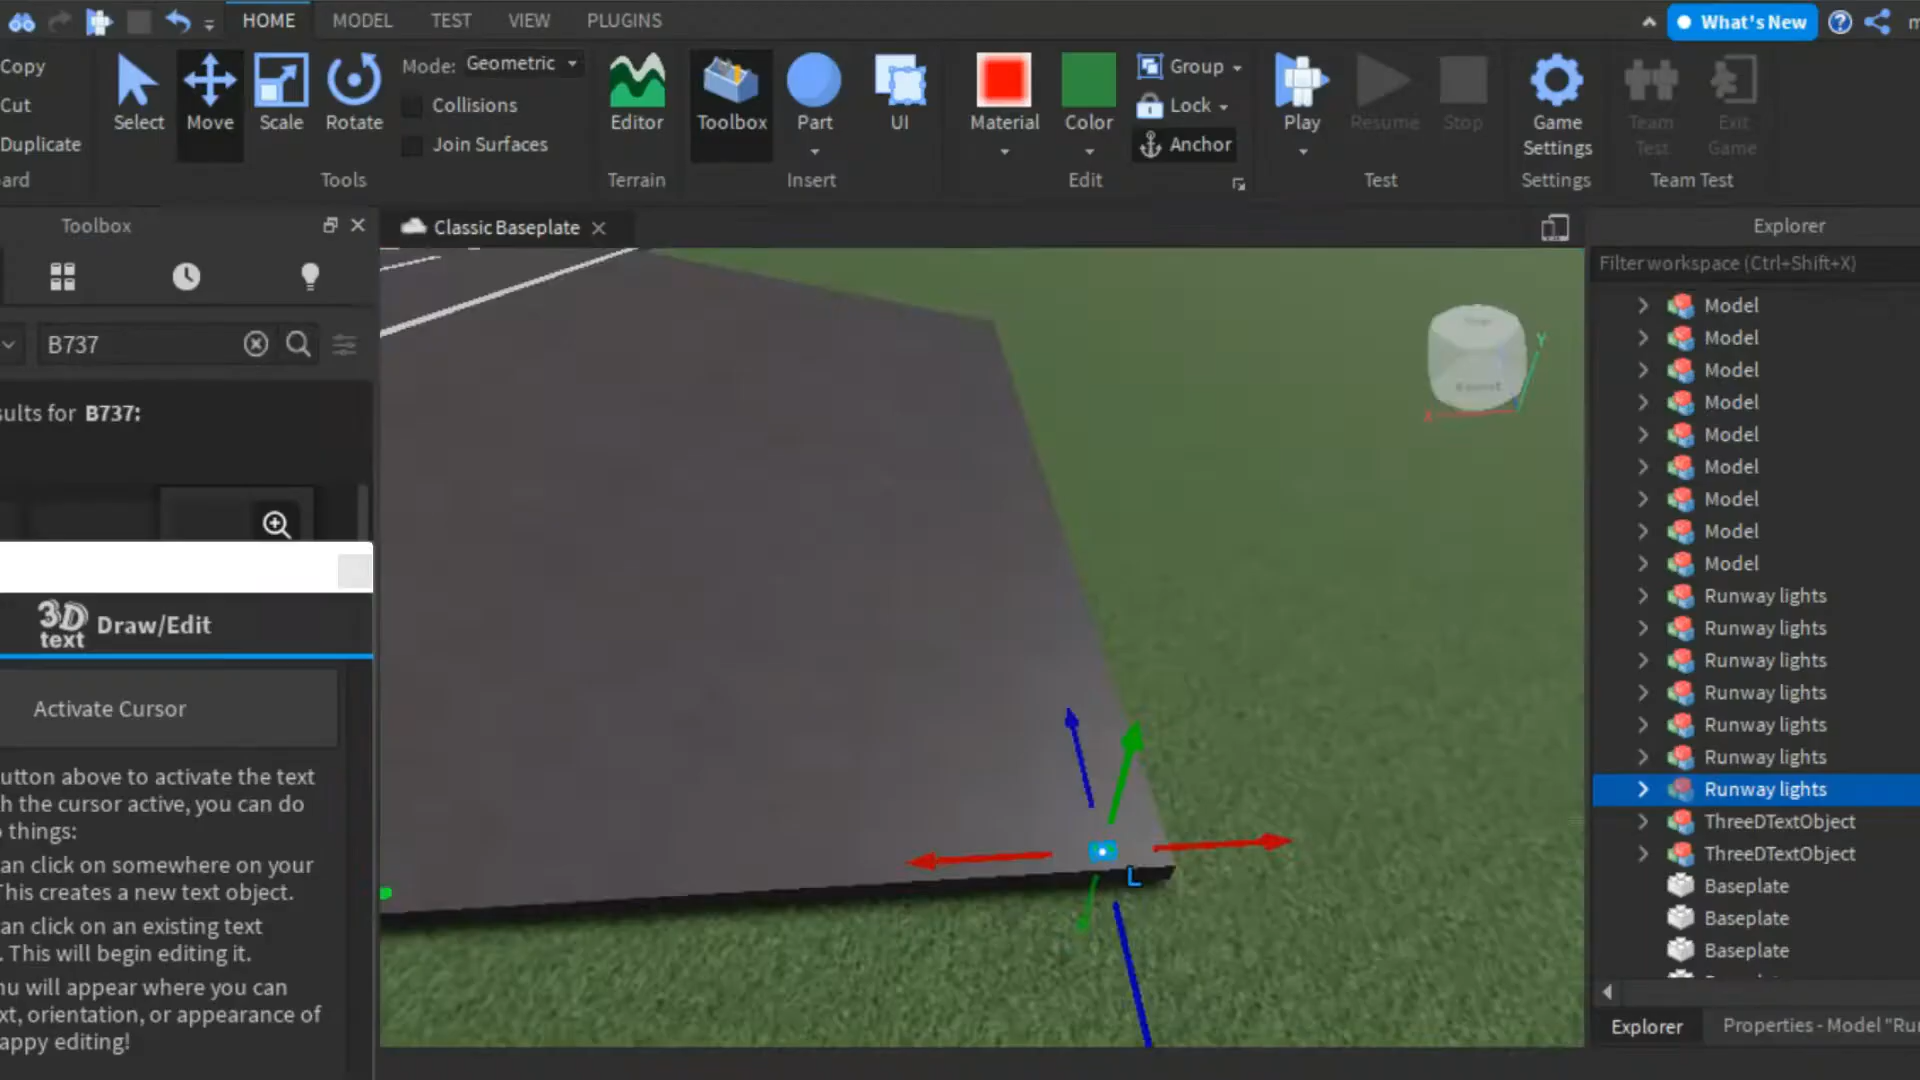 HOME MODEL TEST VIEW PLUGINS What's New
Copy
Cut
Duplicate
ard
Select Move Scale Rotate
Mode: Geometric
Collisions
Join Surfaces
Tools
Editor
Terrain
Toolbox Part UI
Insert
Material Color
Group
Lock
Anchor
Edit
Play Resume Stop
Test
Game
Settings
Settings
Team
Test
Exit
Game
Team Test
Toolbox
Classic Baseplate
Explorer
B737
Filter workspace (Ctrl+Shift+X)
sults for B737:
3D
text Draw/Edit
Activate Cursor
utton above to activate the text
h the cursor active, you can do
things:
an click on somewhere on your
This creates a new text object.
an click on an existing text
. This will begin editing it.
nu will appear where you can
xt, orientation, or appearance of
appy editing!
Y
X
L
Model
Model
Model
Model
Model
Model
Model
Model
Model
Runway lights
Runway lights
Runway lights
Runway lights
Runway lights
Runway lights
Runway lights
ThreeDTextObject
ThreeDTextObject
Baseplate
Baseplate
Baseplate
Explorer Properties - Model "Ru